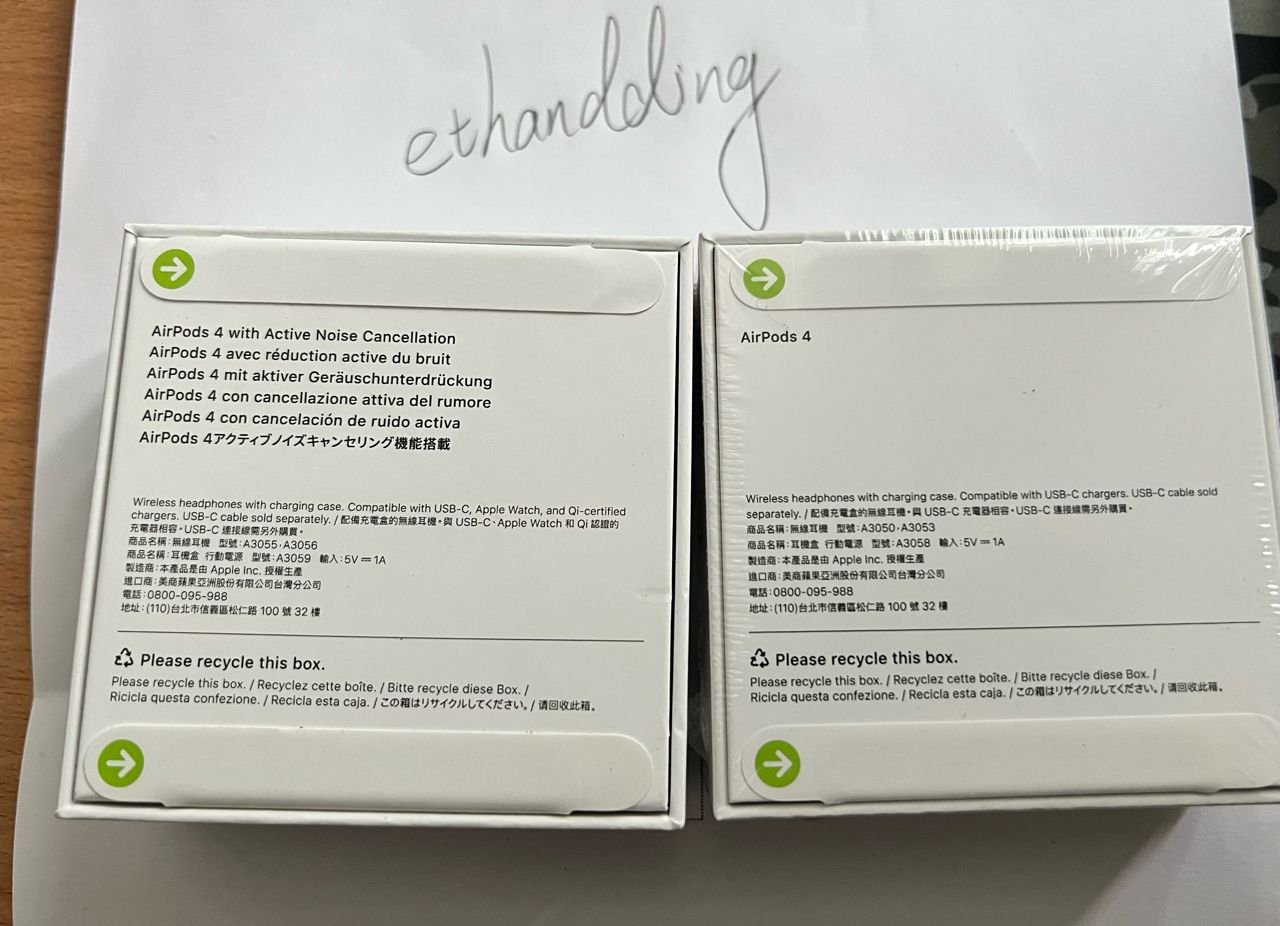 ethandding
AirPods 4 with Active Noise Cancellation
AirPods 4 avec réduction active du bruit
AirPods 4 mit aktiver Geräuschunterdrückung
AirPods 4 con cancellazione attiva del rumore
AirPods 4 con cancelación de ruido activa
AirPods 4アクティブノイズキャンセリング機能搭載
Wireless headphones with charging case. Compatible with USB-C, Apple Watch, and Qi-certified
chargers. USB-C cable sold separately. / 配備充電盒的無線耳機。與 USB-C、Apple Watch 和 Qi 認證的
充電器相容。USB-C 連接線需另外購買。
商品名稱：無線耳機 型號：A3055、A3056
商品名稱：耳機盒 行動電源 型號：A3059 輸入：5V ⎓ 1A
製造商：本產品是由 Apple Inc. 授權生產
進口商：美商蘋果亞洲股份有限公司台灣分公司
電話：0800-095-988
地址：(110)台北市信義區松仁路 100 號 32 樓
Please recycle this box.
Please recycle this box. / Recyclez cette boîte. / Bitte recycle diese Box. /
Ricicla questa confezione. / Recicla esta caja. / この箱はリサイクルしてください。/ 请回收此箱。
AirPods 4
Wireless headphones with charging case. Compatible with USB-C chargers. USB-C cable sold
separately. / 配備充電盒的無線耳機。與 USB-C 充電器相容。USB-C 連接線需另外購買。
商品名稱：無線耳機 型號：A3050、A3053
商品名稱：耳機盒 行動電源 型號：A3058 輸入：5V ⎓ 1A
製造商：本產品是由 Apple Inc. 授權生產
進口商：美商蘋果亞洲股份有限公司台灣分公司
電話：0800-095-988
地址：(110)台北市信義區松仁路 100 號 32 樓
Please recycle this box.
Please recycle this box. / Recyclez cette boîte. / Bitte recycle diese Box. /
Ricicla questa confezione. / Recicla esta caja. / この箱はリサイクルしてください。/ 请回收此箱。